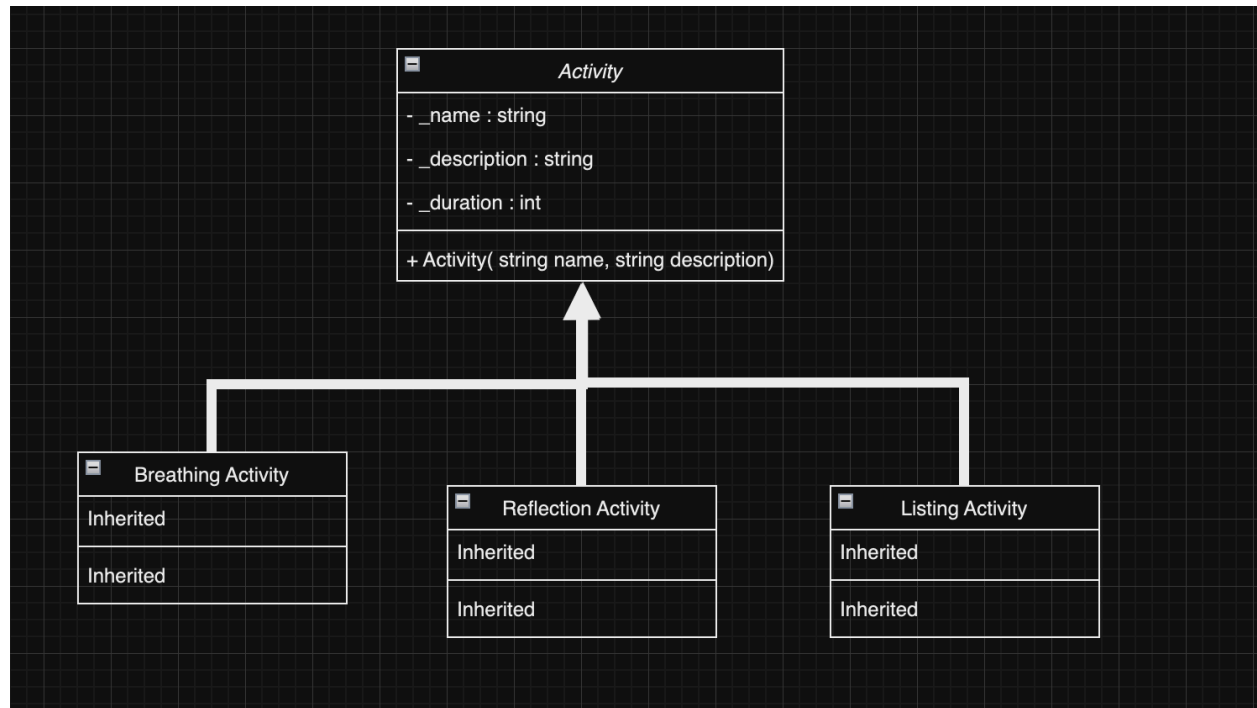 Activity
- _name : string
- _description : string
- _duration : int
+ Activity( string name, string description)
Breathing Activity
Inherited
Inherited
Reflection Activity
Inherited
Inherited
Listing Activity
Inherited
Inherited